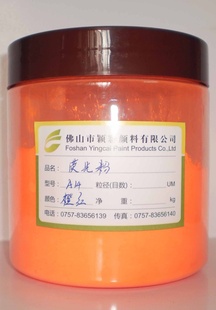 佛山市颖彩颜料有限公司
Foshan Yingcai Paint Products Co.,Ltd
品名: 荧光粉
型号: A14 粒径(目数): UM
颜色: 橙红 净 重: kg
电话: 0757-83656139 传真: 0757-83656140